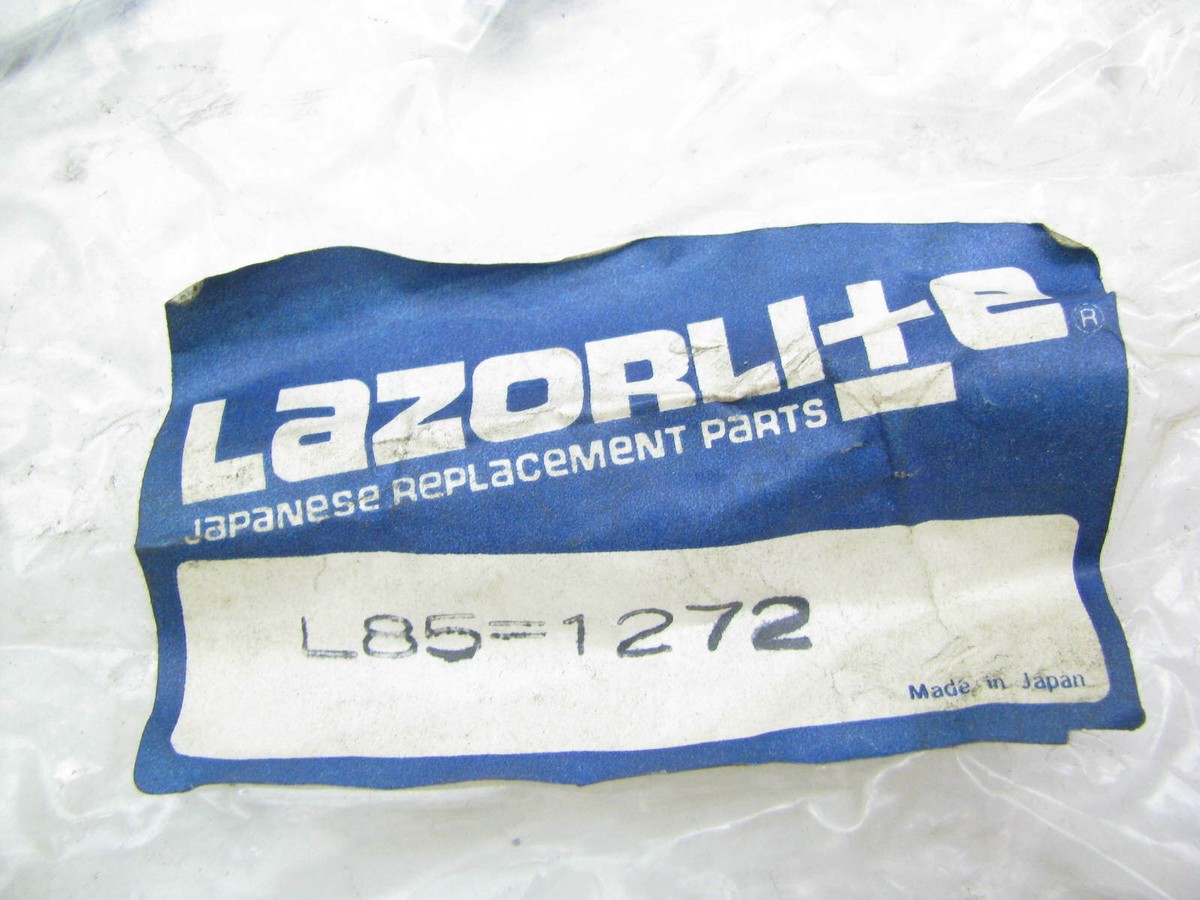 LaZORLIte®
JaPaNese RePLaCeMeNT PaRTS
L85-1272
Made in Japan